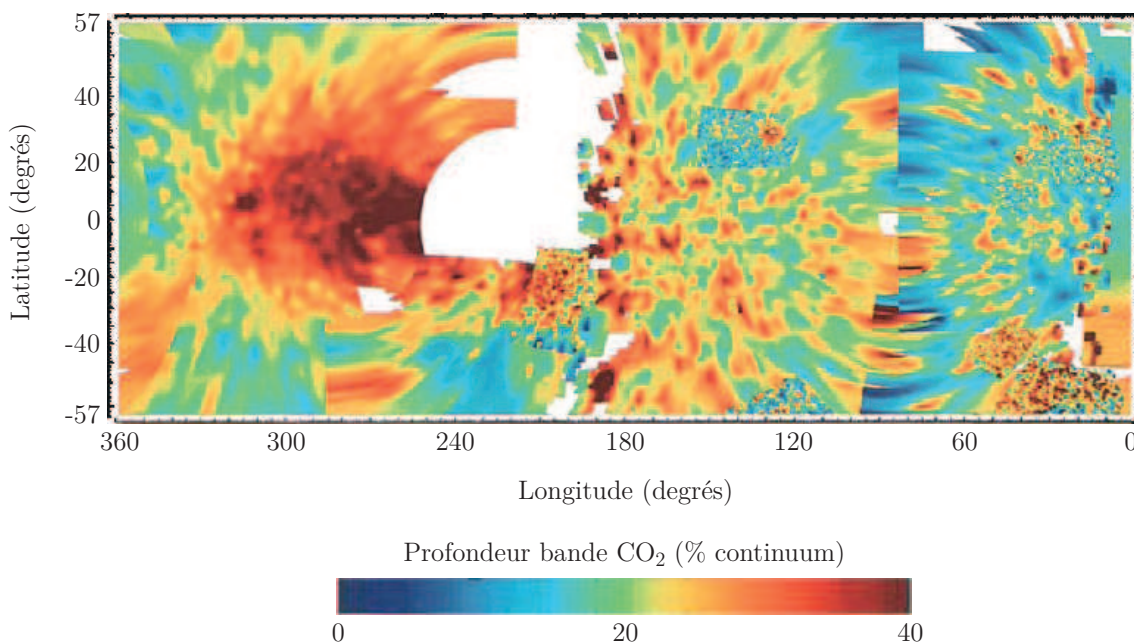 57
40
20
0
-20
-40
-57
Latitude (degrés)
360 300 240 180 120 60 0
Longitude (degrés)
Profondeur bande CO₂ (% continuum)
0 20 40